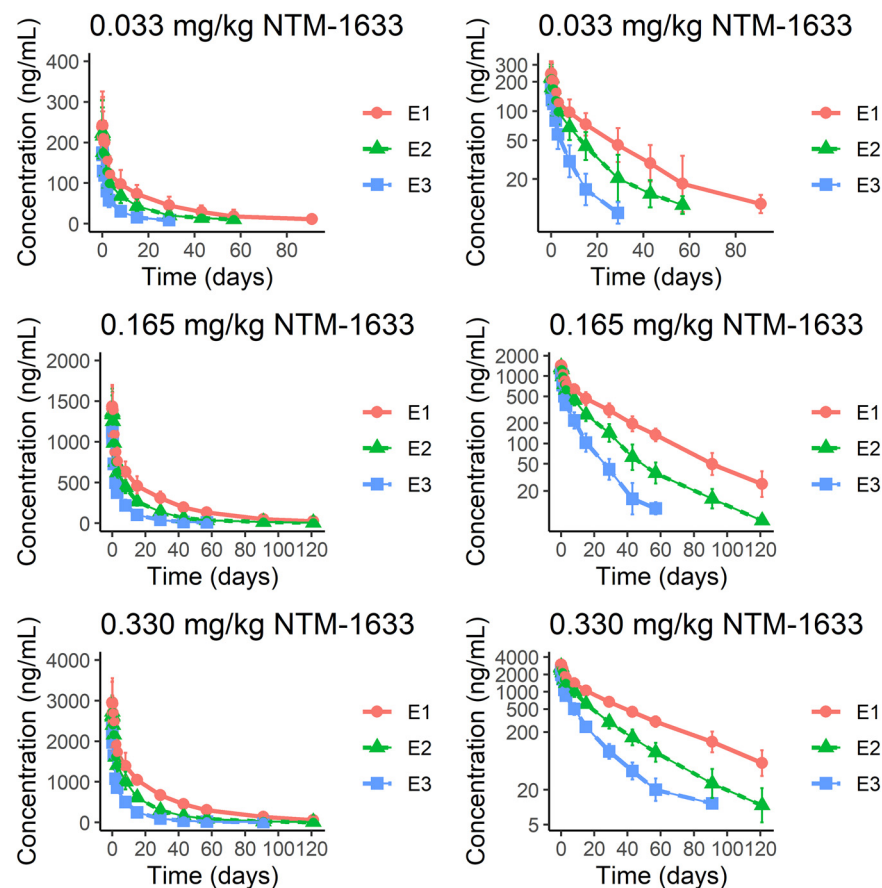 0.033 mg/kg NTM-1633
Concentration (ng/mL)
400
300
200
100
0
0 20 40 60 80
Time (days)
E1
E2
E3
0.033 mg/kg NTM-1633
Concentration (ng/mL)
300
200
100
50
20
0 20 40 60 80
Time (days)
E1
E2
E3
0.165 mg/kg NTM-1633
Concentration (ng/mL)
2000
1500
1000
500
0
0 20 40 60 80 100 120
Time (days)
E1
E2
E3
0.165 mg/kg NTM-1633
Concentration (ng/mL)
2000
1000
500
200
100
50
20
0 20 40 60 80 100 120
Time (days)
E1
E2
E3
0.330 mg/kg NTM-1633
Concentration (ng/mL)
4000
3000
2000
1000
0
0 20 40 60 80 100 120
Time (days)
E1
E2
E3
0.330 mg/kg NTM-1633
Concentration (ng/mL)
4000
2000
1000
500
200
20
5
0 20 40 60 80 100 120
Time (days)
E1
E2
E3